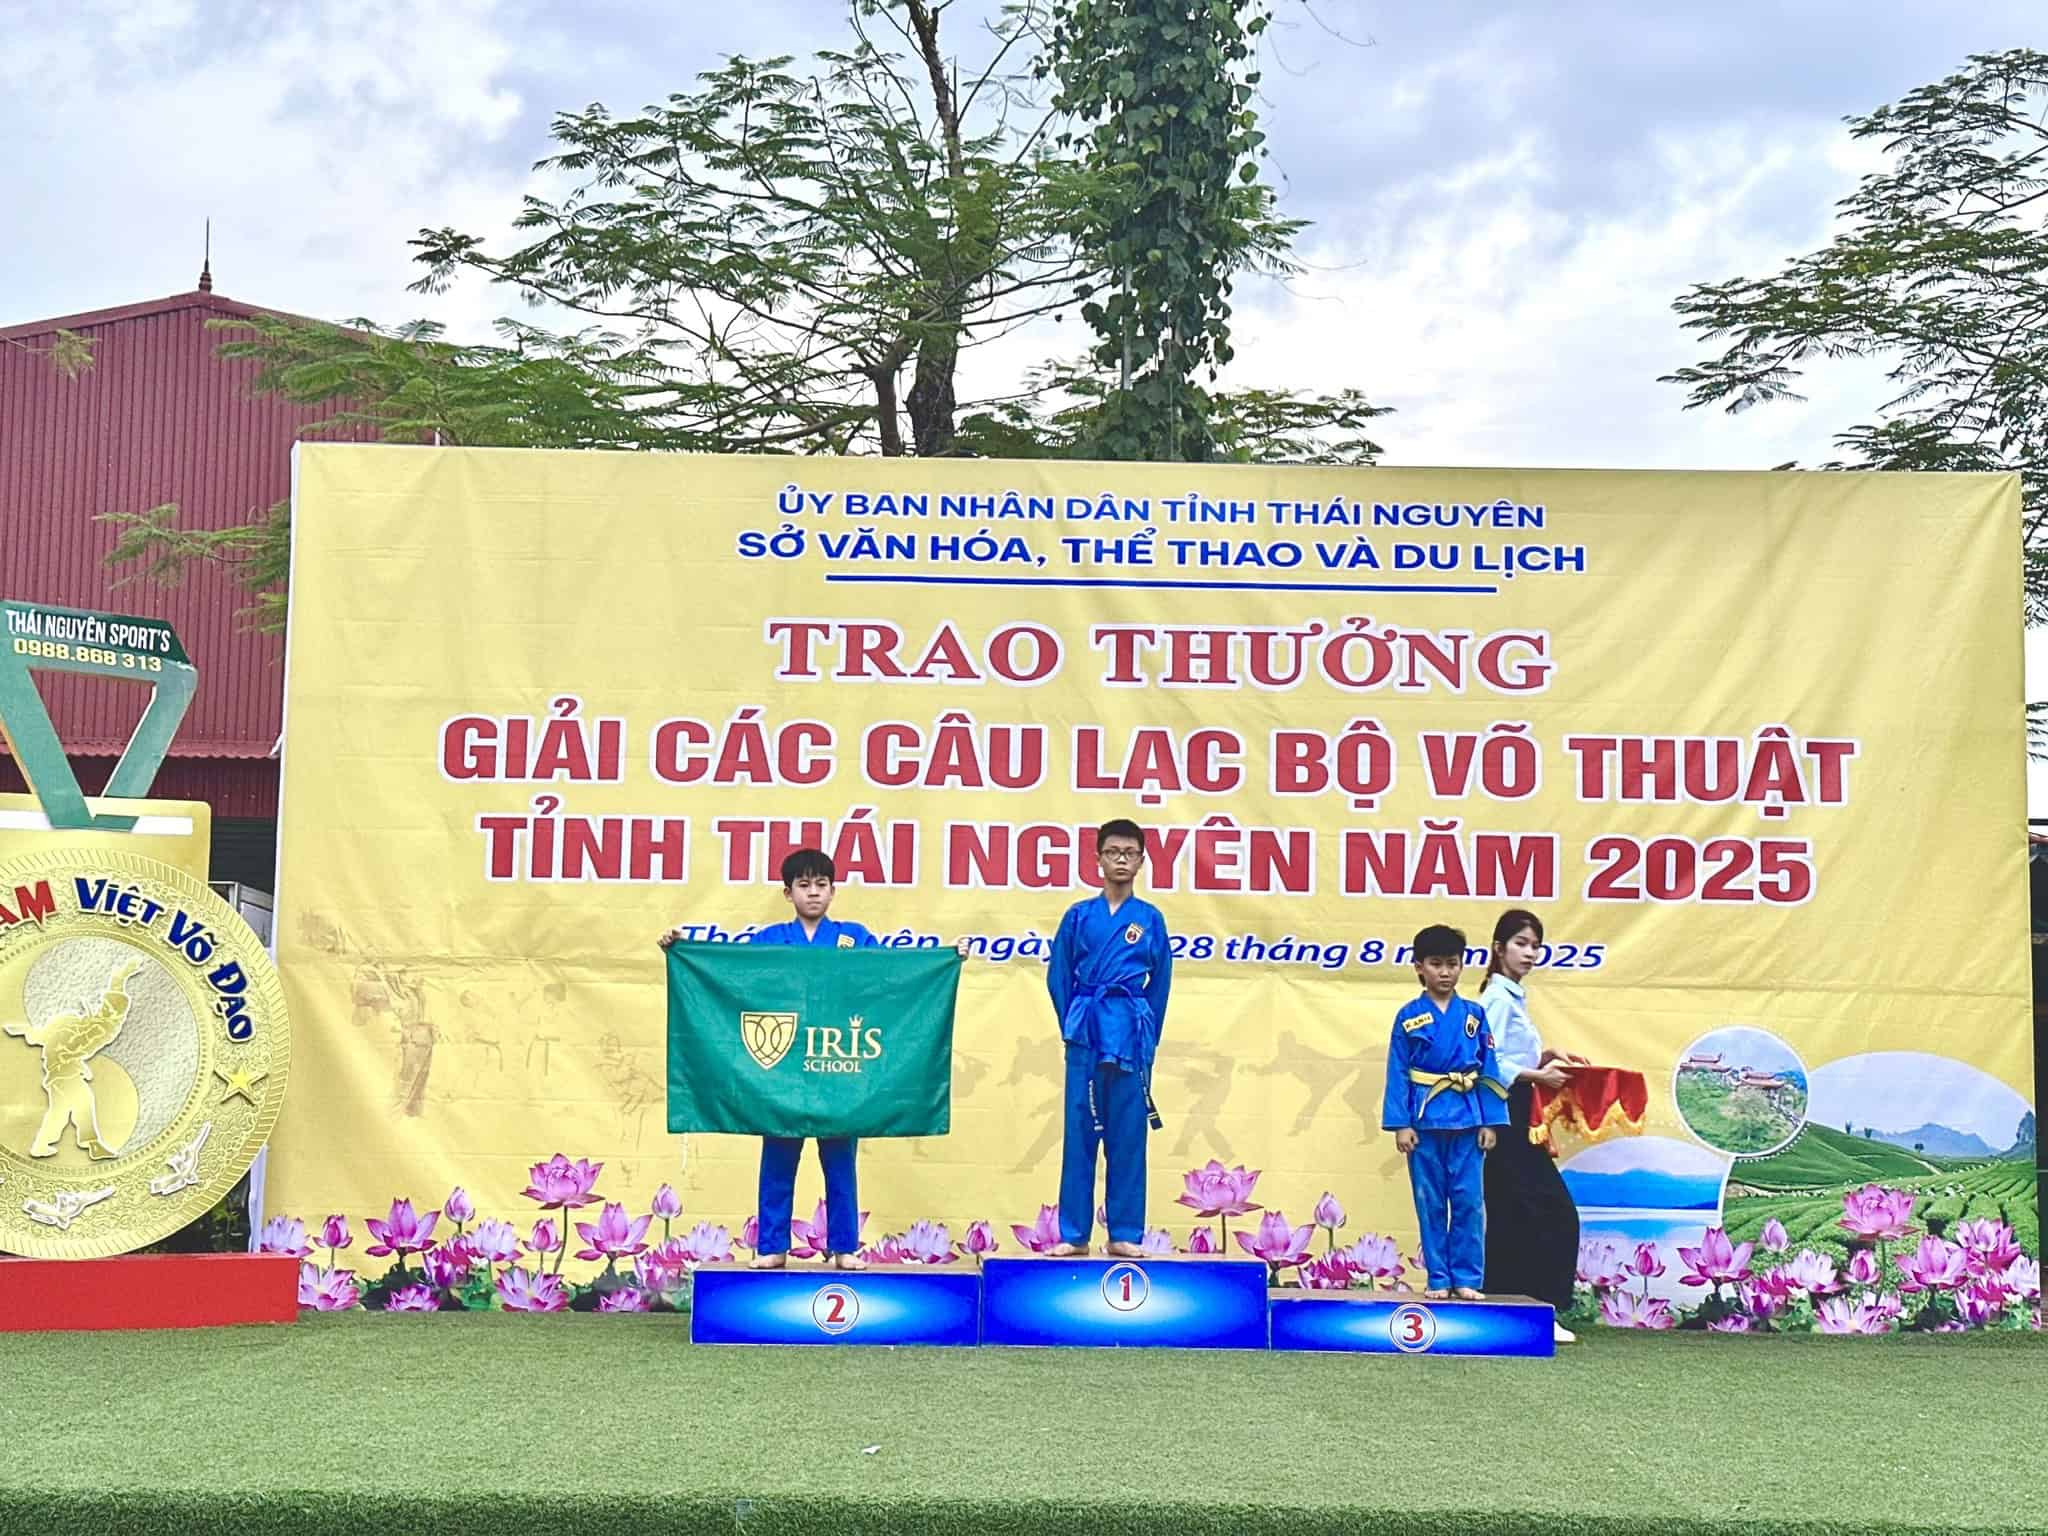 ỦY BAN NHÂN DÂN TỈNH THÁI NGUYÊN
SỞ VĂN HÓA, THỂ THAO VÀ DU LỊCH
TRAO THƯỞNG
GIẢI CÁC CÂU LẠC BỘ VÕ THUẬT
TỈNH THÁI NGUYÊN NĂM 2025
ngày 28 tháng 8 2025
THÁI NGUYÊN SPORT'S
0988.868 313
VIỆT VÕ ĐẠO
IRIS
SCHOOL
2
1
3